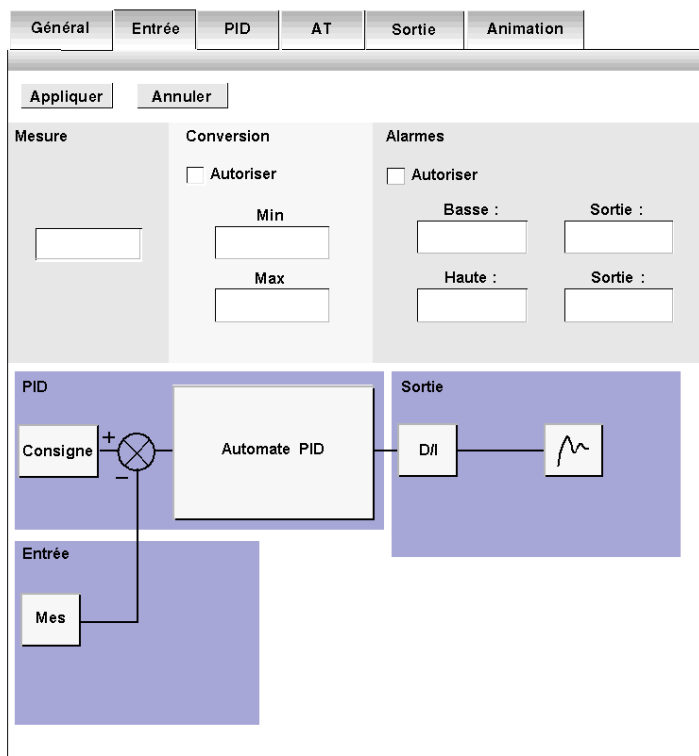 Général Entrée PID AT Sortie Animation
Appliquer Annuler
Mesure Conversion Alarmes
Autoriser Autoriser
Min Basse : Sortie :
Max Haute : Sortie :
PID Sortie
Consigne + − Automate PID D/I
Entrée
Mes